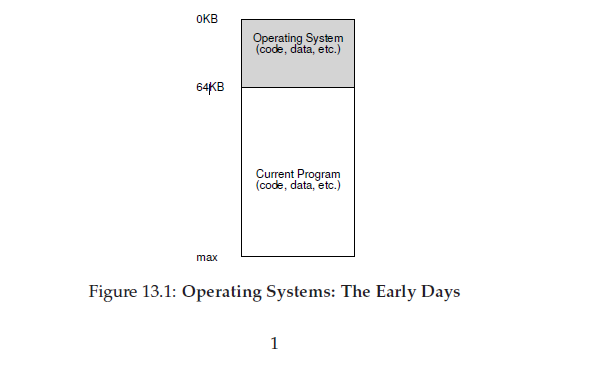 0KB
Operating System
(code, data, etc.)
64KB
Current Program
(code, data, etc.)
max
Figure 13.1: Operating Systems: The Early Days
1